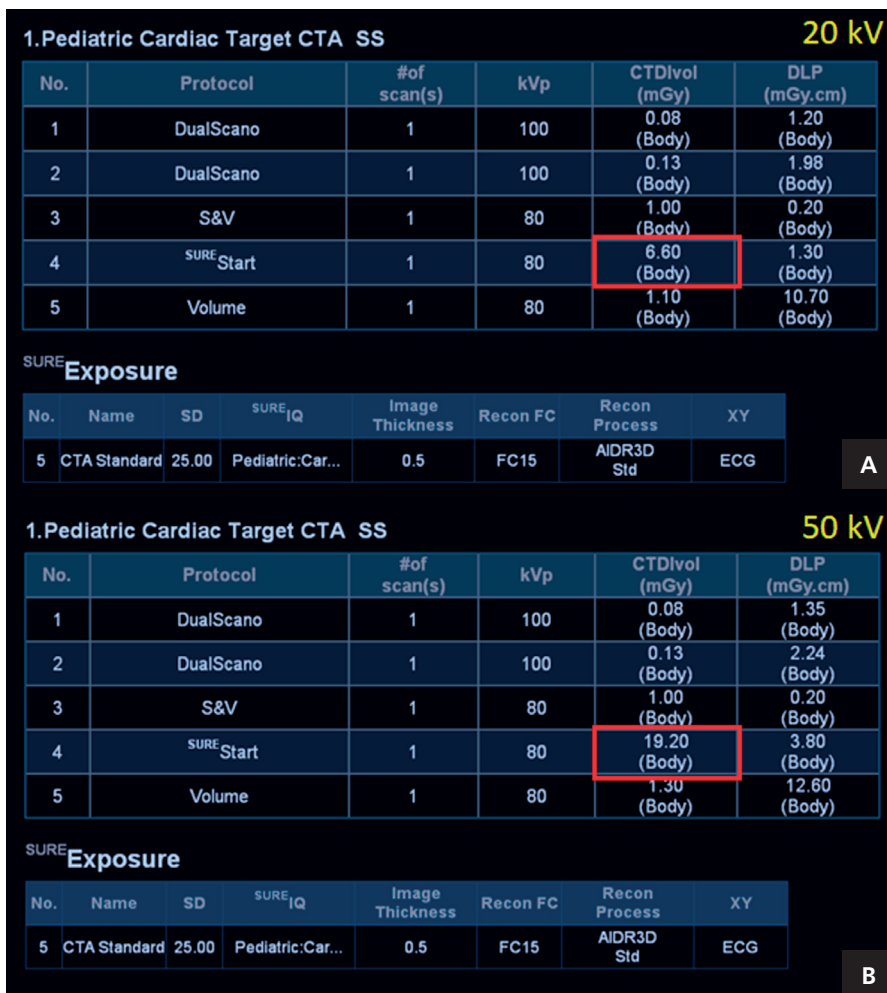 1.Pediatric Cardiac Target CTA SS 20 kV
No. Protocol #of scan(s) kVp CTDIvol (mGy) DLP (mGy.cm)
1 DualScano 1 100 0.08 (Body) 1.20 (Body)
2 DualScano 1 100 0.13 (Body) 1.98 (Body)
3 S&V 1 80 1.00 (Body) 0.20 (Body)
4 SUREStart 1 80 6.60 (Body) 1.30 (Body)
5 Volume 1 80 1.10 (Body) 10.70 (Body)
SUREExposure
No. Name SD SUREIQ Image Thickness Recon FC Recon Process XY
5 CTA Standard 25.00 Pediatric:Car... 0.5 FC15 AIDR3D Std ECG
A
1.Pediatric Cardiac Target CTA SS 50 kV
No. Protocol #of scan(s) kVp CTDIvol (mGy) DLP (mGy.cm)
1 DualScano 1 100 0.08 (Body) 1.35 (Body)
2 DualScano 1 100 0.13 (Body) 2.24 (Body)
3 S&V 1 80 1.00 (Body) 0.20 (Body)
4 SUREStart 1 80 19.20 (Body) 3.80 (Body)
5 Volume 1 80 1.30 (Body) 12.60 (Body)
SUREExposure
No. Name SD SUREIQ Image Thickness Recon FC Recon Process XY
5 CTA Standard 25.00 Pediatric:Car... 0.5 FC15 AIDR3D Std ECG
B